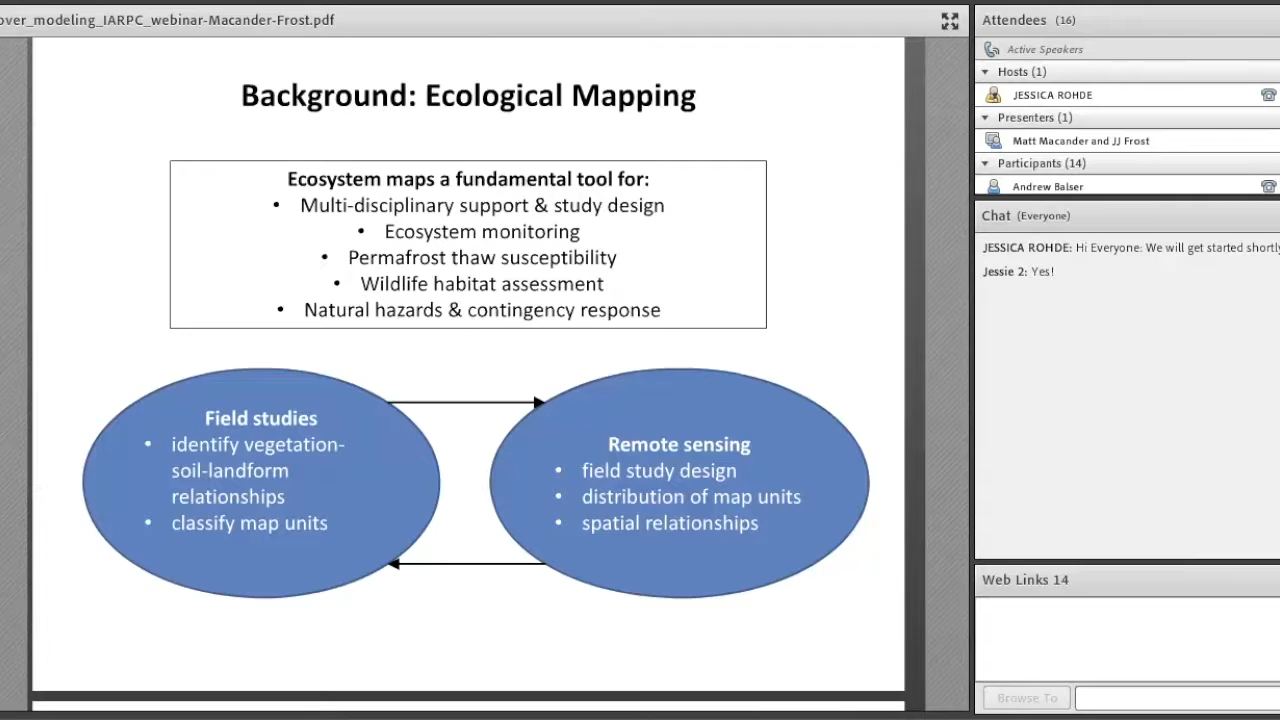 over_modeling_IARPC_webinar-Macander-Frost.pdf
Background: Ecological Mapping
Ecosystem maps a fundamental tool for:
• Multi-disciplinary support & study design
• Ecosystem monitoring
• Permafrost thaw susceptibility
• Wildlife habitat assessment
• Natural hazards & contingency response
Field studies
• identify vegetation-
soil-landform
relationships
• classify map units
Remote sensing
• field study design
• distribution of map units
• spatial relationships
Attendees (16)
Active Speakers
Hosts (1)
JESSICA ROHDE
Presenters (1)
Matt Macander and JJ Frost
Participants (14)
Andrew Balser
Chat (Everyone)
JESSICA ROHDE: Hi Everyone: We will get started shortly
Jessie 2: Yes!
Web Links 14
Browse To